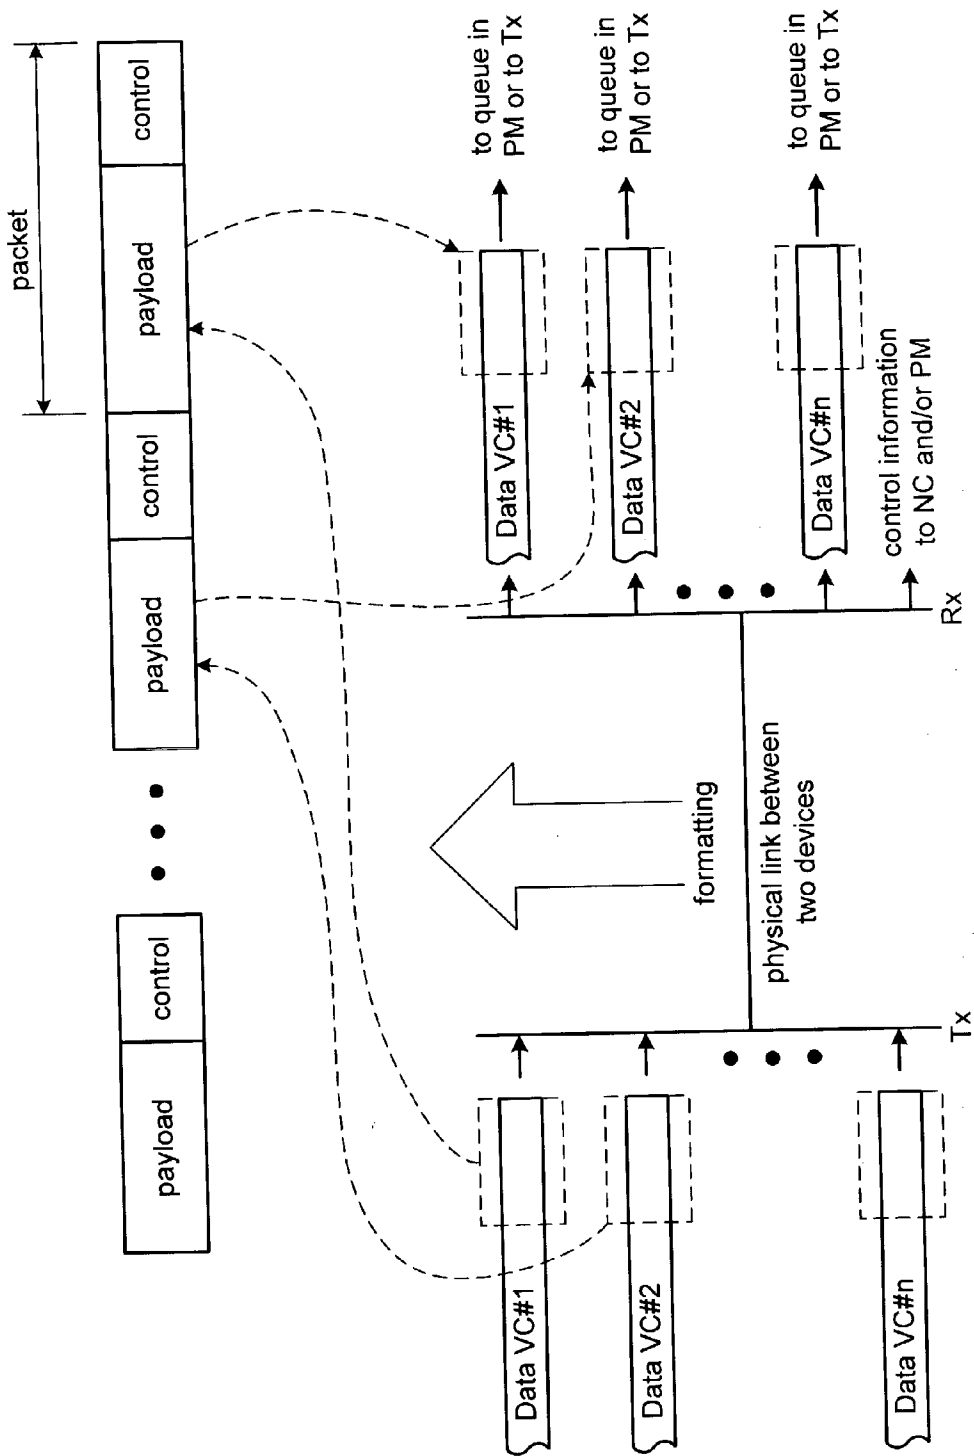 packet
payload
control
payload
control
payload
control
Data VC#1
Data VC#2
Data VC#n
Tx
formatting
physical link between
two devices
Rx
Data VC#1
to queue in
PM or to Tx
Data VC#2
to queue in
PM or to Tx
Data VC#n
to queue in
PM or to Tx
control information
to NC and/or PM